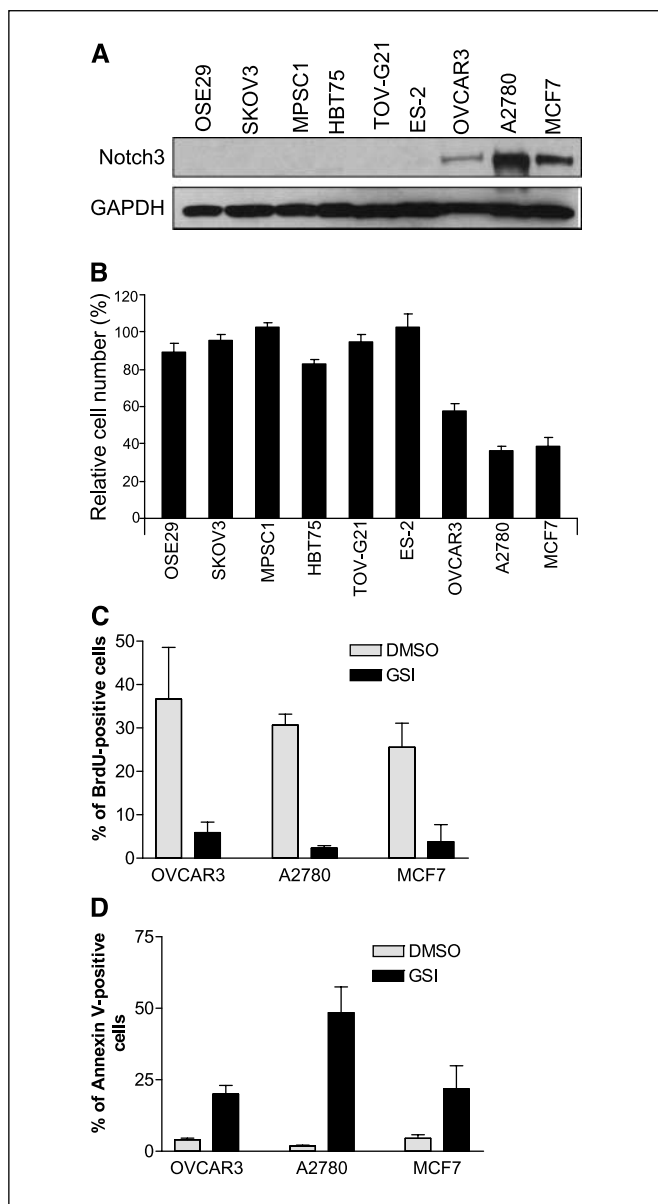 A
OSE29 SKOV3 MPSC1 HBT75 TOV-G21 ES-2 OVCAR3 A2780 MCF7
Notch3
GAPDH
B
Relative cell number (%)
120
100
80
60
40
20
0
OSE29 SKOV3 MPSC1 HBT75 TOV-G21 ES-2 OVCAR3 A2780 MCF7
C
% of BrdU-positive cells
50
40
30
20
10
0
DMSO
GSI
OVCAR3 A2780 MCF7
D
% of Annexin V-positive
cells
75
50
25
0
DMSO
GSI
OVCAR3 A2780 MCF7